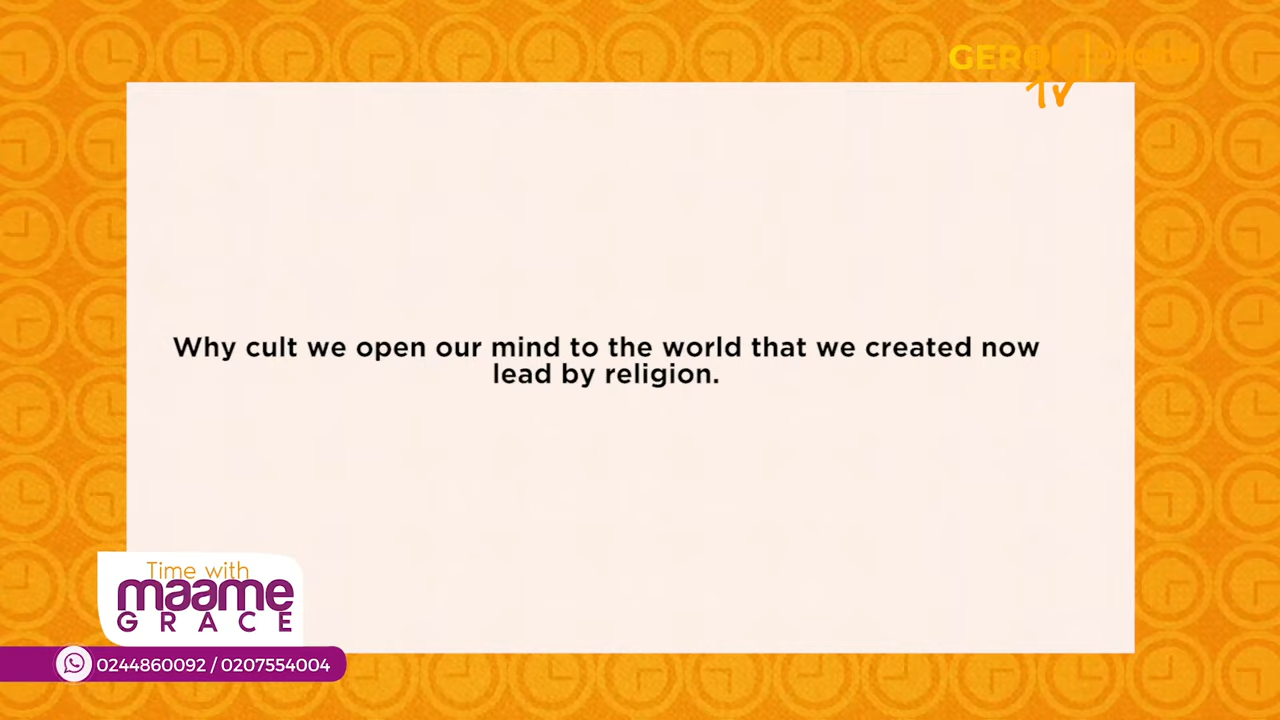 TV
Why cult we open our mind to the world that we created now
lead by religion.
Time with
maame
GRACE
0244860092 / 0207554004